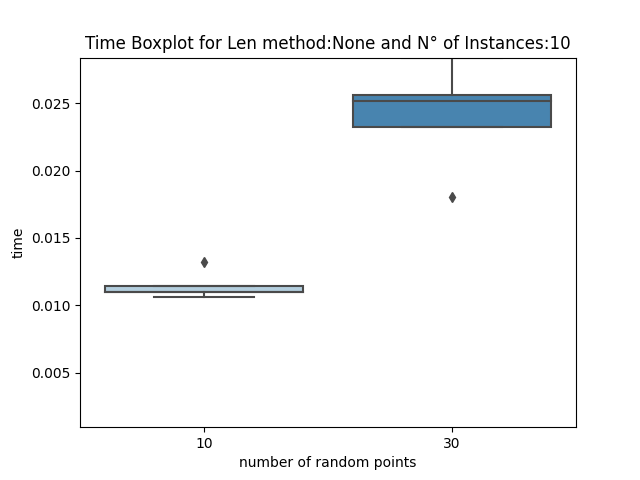 Time Boxplot for Len method:None and N° of Instances:10
0.025
0.020
0.015
0.010
0.005
time
10 30
number of random points